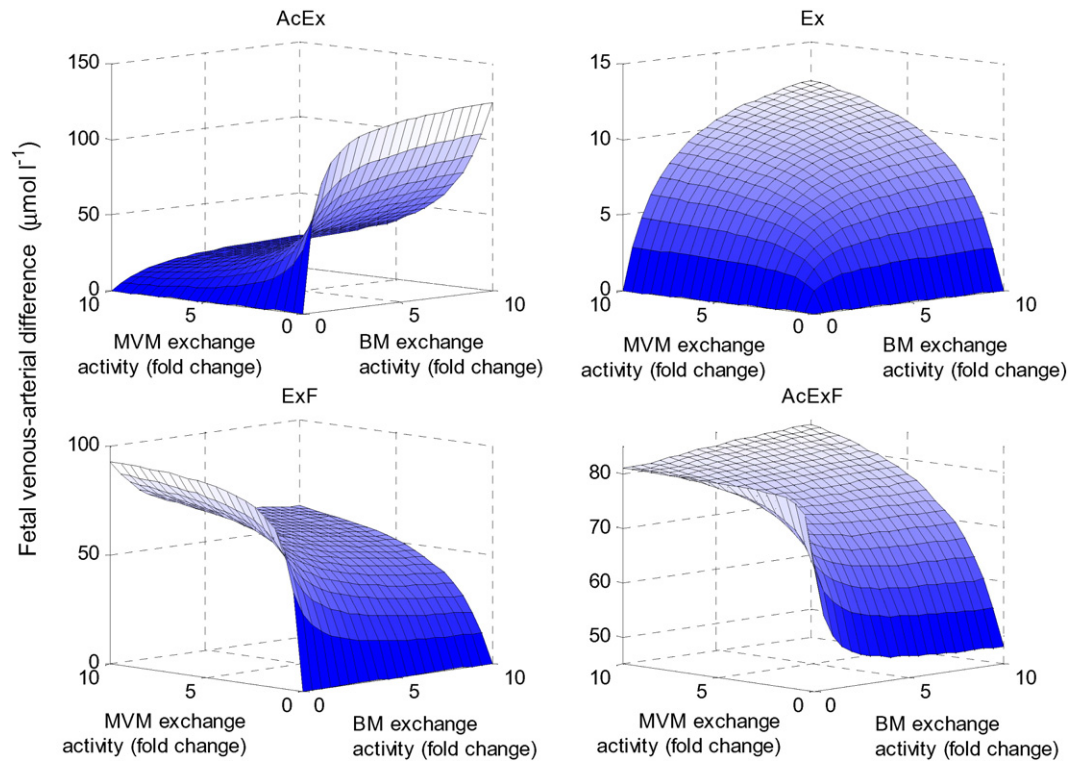 AcEx
Ex
150
100
50
0
10
5
0
0
5
10
MVM exchange
activity (fold change)
BM exchange
activity (fold change)
15
10
5
0
10
5
0
0
5
10
MVM exchange
activity (fold change)
BM exchange
activity (fold change)
Fetal venous-arterial difference (μmol l⁻¹)
ExF
AcExF
100
50
0
10
5
0
0
5
10
MVM exchange
activity (fold change)
BM exchange
activity (fold change)
80
70
60
50
10
5
0
0
5
10
MVM exchange
activity (fold change)
BM exchange
activity (fold change)